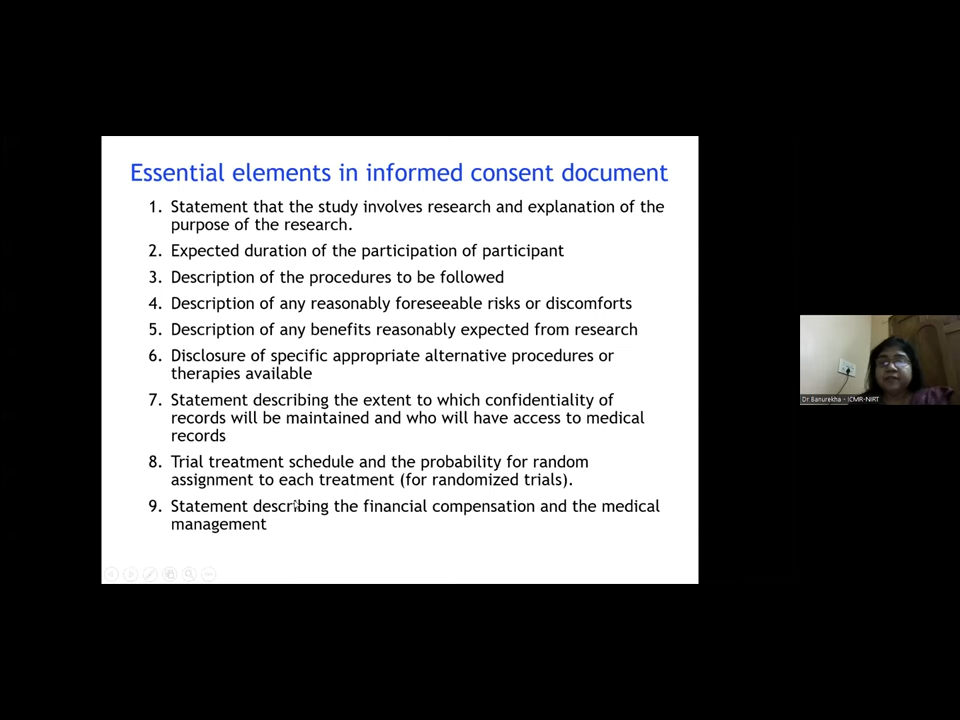 Essential elements in informed consent document
1. Statement that the study involves research and explanation of the
purpose of the research.
2. Expected duration of the participation of participant
3. Description of the procedures to be followed
4. Description of any reasonably foreseeable risks or discomforts
5. Description of any benefits reasonably expected from research
6. Disclosure of specific appropriate alternative procedures or
therapies available
7. Statement describing the extent to which confidentiality of
records will be maintained and who will have access to medical
records
8. Trial treatment schedule and the probability for random
assignment to each treatment (for randomized trials).
9. Statement describing the financial compensation and the medical
management
Dr Banurekha - ICMR-NIRT